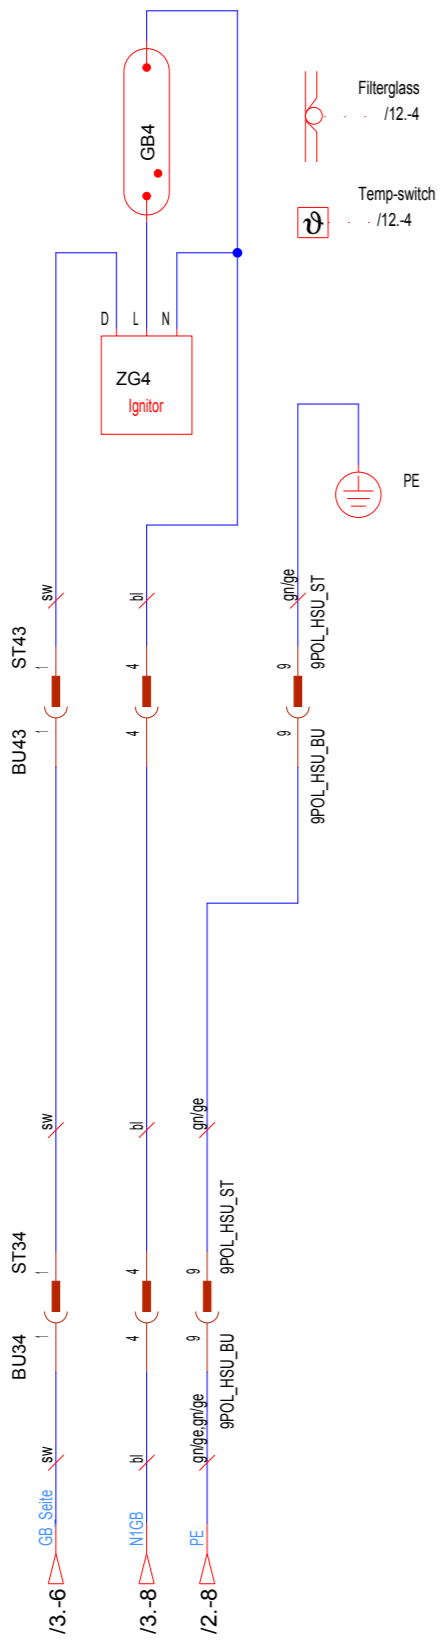 Filterglass
/12.-4
GB4
Temp-switch
ϑ
/12.-4
D
L
N
ZG4
Ignitor
PE
sw
bl
gn/ge
ST43
1
4
9
9POL_HSU_ST
BU43
1
4
9
9POL_HSU_BU
sw
bl
gn/ge
ST34
1
4
9
9POL_HSU_ST
BU34
1
4
9
9POL_HSU_BU
sw
bl
gn/ge,gn/ge
GB_Seite
N1GB
PE
/3.-6
/3.-8
/2.-8